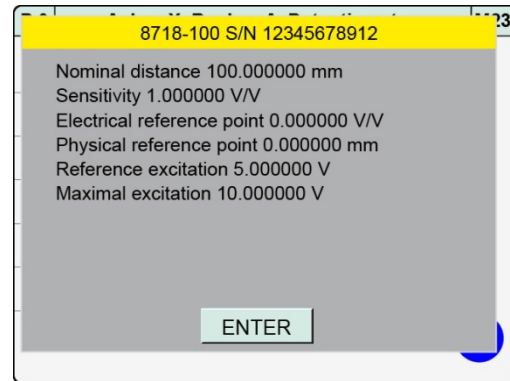 23
8718-100 S/N 12345678912
Nominal distance 100.000000 mm
Sensitivity 1.000000 V/V
Electrical reference point 0.000000 V/V
Physical reference point 0.000000 mm
Reference excitation 5.000000 V
Maximal excitation 10.000000 V
ENTER